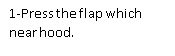 1-Press the flap which
near hood.